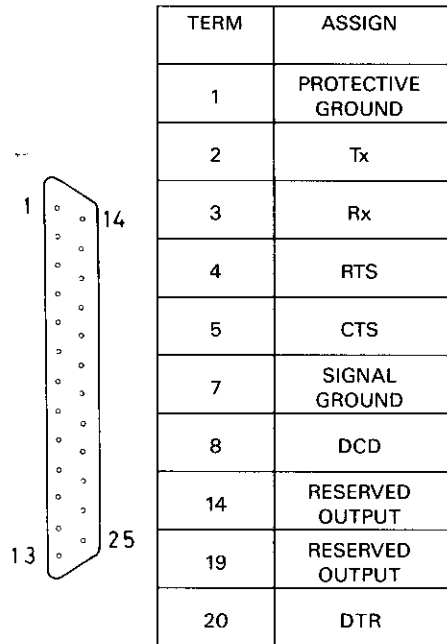 TERM ASSIGN
1 PROTECTIVE
GROUND
2 Tx
3 Rx
4 RTS
5 CTS
7 SIGNAL
GROUND
8 DCD
14 RESERVED
OUTPUT
19 RESERVED
OUTPUT
20 DTR
1 14
13 25